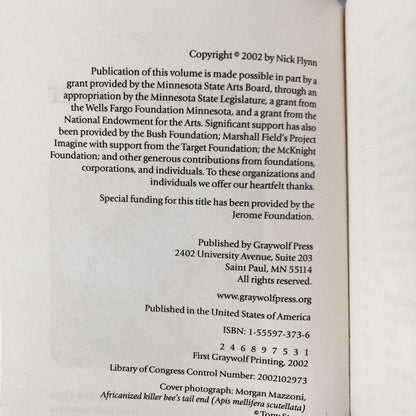 Copyright © 2002 by Nick Flynn
Publication of this volume is made possible in part by a
grant provided by the Minnesota State Arts Board, through an
appropriation by the Minnesota State Legislature, a grant from
the Wells Fargo Foundation Minnesota, and a grant from the
National Endowment for the Arts. Significant support has also
been provided by the Bush Foundation; Marshall Field's Project
Imagine with support from the Target Foundation; the McKnight
Foundation; and other generous contributions from foundations,
corporations, and individuals. To these organizations and
individuals we offer our heartfelt thanks.
Special funding for this title has been provided by the
Jerome Foundation.
Published by Graywolf Press
2402 University Avenue, Suite 203
Saint Paul, MN 55114
All rights reserved.
www.graywolfpress.org
Published in the United States of America
ISBN: 1-55597-373-6
2 4 6 8 9 7 5 3 1
First Graywolf Printing, 2002
Library of Congress Control Number: 2002102973
Cover photograph: Morgan Mazzoni,
Africanized killer bee's tail end (Apis mellifera scutellata)
© Tony